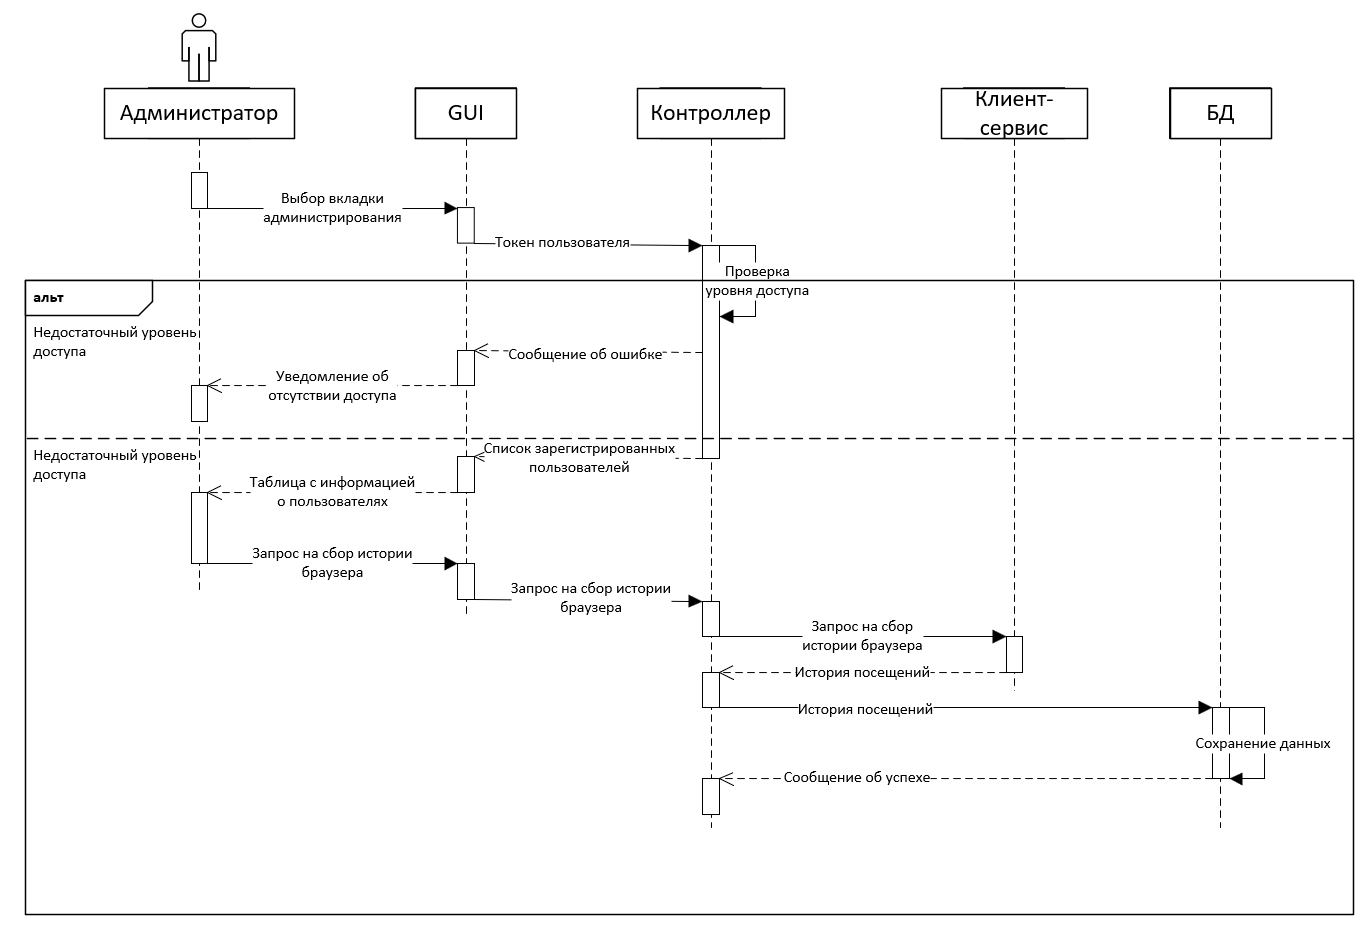 Администратор
GUI
Контроллер
Клиент-
сервис
БД
Выбор вкладки
администрирования
Токен пользователя
Проверка
уровня доступа
альт
Недостаточный уровень
доступа
Сообщение об ошибке
Уведомление об
отсутствии доступа
Недостаточный уровень
доступа
Список зарегистрированных
пользователей
Таблица с информацией
о пользователях
Запрос на сбор истории
браузера
Запрос на сбор истории
браузера
Запрос на сбор
истории браузера
История посещений
История посещений
Сохранение данных
Сообщение об успехе